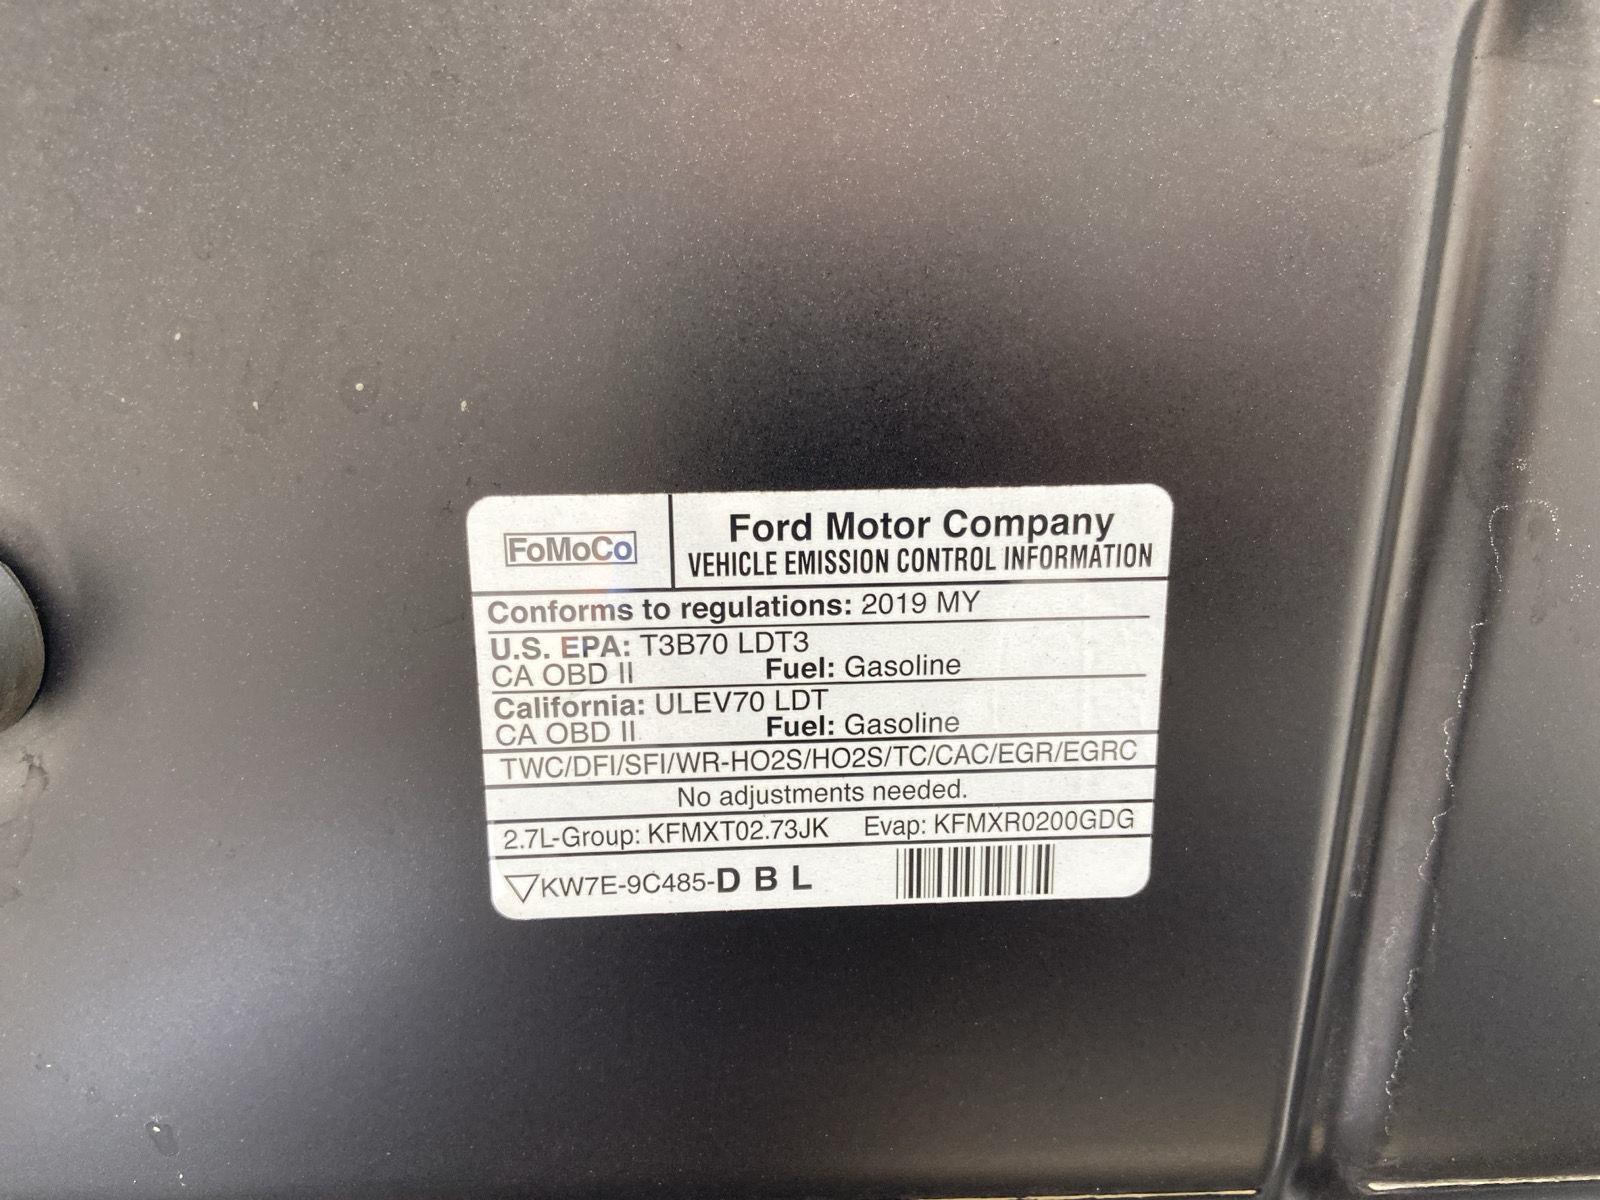 FoMoCo
Ford Motor Company
VEHICLE EMISSION CONTROL INFORMATION
Conforms to regulations: 2019 MY
U.S. EPA: T3B70 LDT3
CA OBD II Fuel: Gasoline
California: ULEV70 LDT
CA OBD II Fuel: Gasoline
TWC/DFI/SFI/WR-HO2S/HO2S/TC/CAC/EGR/EGRC
No adjustments needed.
2.7L-Group: KFMXT02.73JK Evap: KFMXR0200GDG
KW7E-9C485-D B L